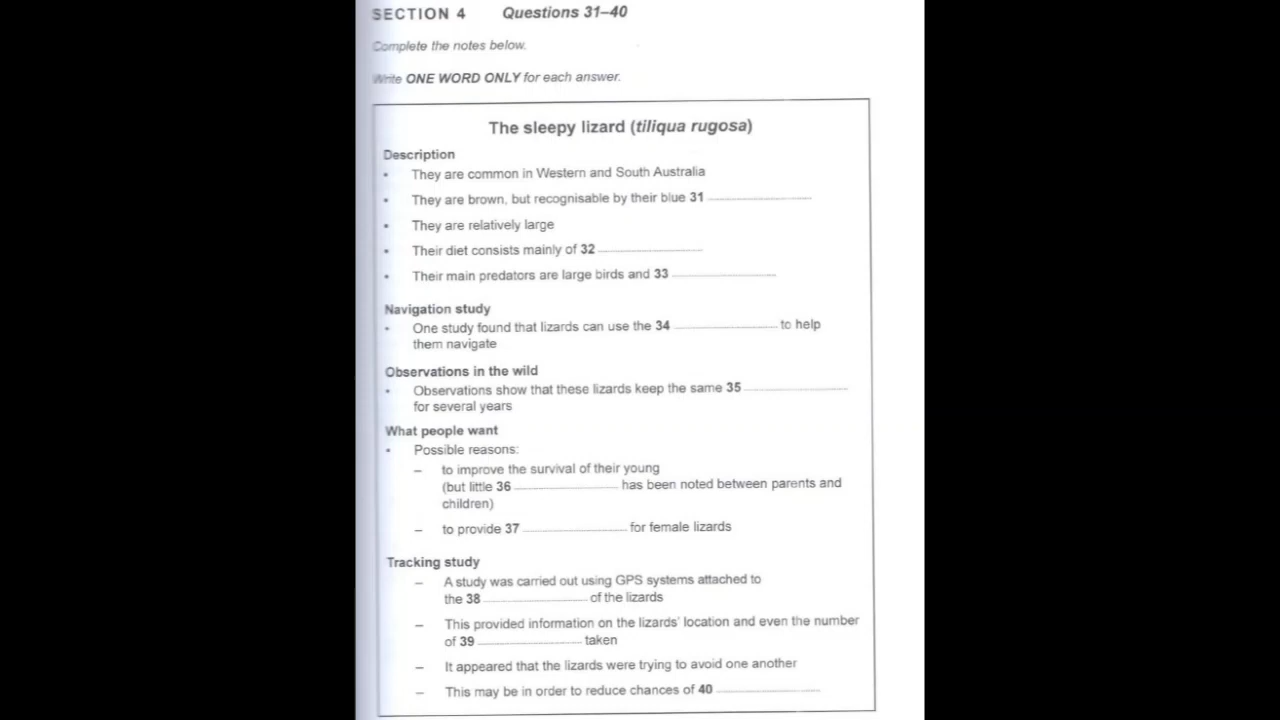 SECTION 4 Questions 31–40
Complete the notes below.
Write ONE WORD ONLY for each answer.
The sleepy lizard (tiliqua rugosa)
Description
• They are common in Western and South Australia
• They are brown, but recognisable by their blue 31
• They are relatively large
• Their diet consists mainly of 32
• Their main predators are large birds and 33
Navigation study
• One study found that lizards can use the 34 to help
them navigate
Observations in the wild
• Observations show that these lizards keep the same 35
for several years
What people want
• Possible reasons:
– to improve the survival of their young
(but little 36 has been noted between parents and
children)
– to provide 37 for female lizards
Tracking study
– A study was carried out using GPS systems attached to
the 38 of the lizards
– This provided information on the lizards' location and even the number
of 39 taken
– It appeared that the lizards were trying to avoid one another
– This may be in order to reduce chances of 40